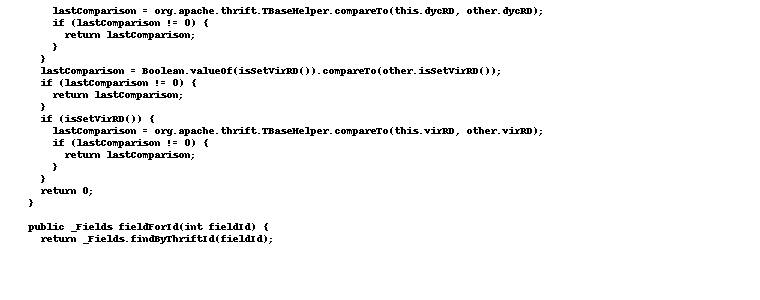 lastComparison = org.apache.thrift.TBaseHelper.compareTo(this.dycRD, other.dycRD);
if (lastComparison != 0) {
return lastComparison;
}
}
lastComparison = Boolean.valueOf(isSetVirRD()).compareTo(other.isSetVirRD());
if (lastComparison != 0) {
return lastComparison;
}
if (isSetVirRD()) {
lastComparison = org.apache.thrift.TBaseHelper.compareTo(this.virRD, other.virRD);
if (lastComparison != 0) {
return lastComparison;
}
}
return 0;
}
public _Fields fieldForId(int fieldId) {
return _Fields.findByThriftId(fieldId);